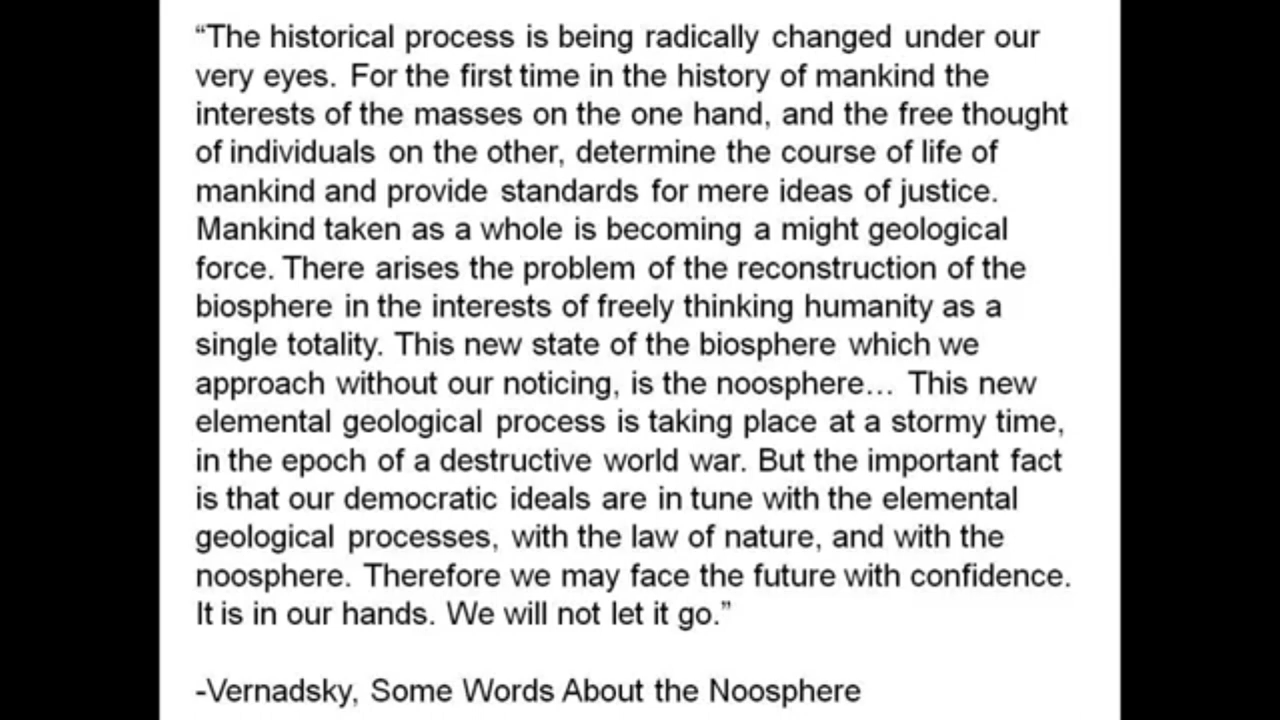 “The historical process is being radically changed under our
very eyes. For the first time in the history of mankind the
interests of the masses on the one hand, and the free thought
of individuals on the other, determine the course of life of
mankind and provide standards for mere ideas of justice.
Mankind taken as a whole is becoming a might geological
force. There arises the problem of the reconstruction of the
biosphere in the interests of freely thinking humanity as a
single totality. This new state of the biosphere which we
approach without our noticing, is the noosphere… This new
elemental geological process is taking place at a stormy time,
in the epoch of a destructive world war. But the important fact
is that our democratic ideals are in tune with the elemental
geological processes, with the law of nature, and with the
noosphere. Therefore we may face the future with confidence.
It is in our hands. We will not let it go.”
-Vernadsky, Some Words About the Noosphere